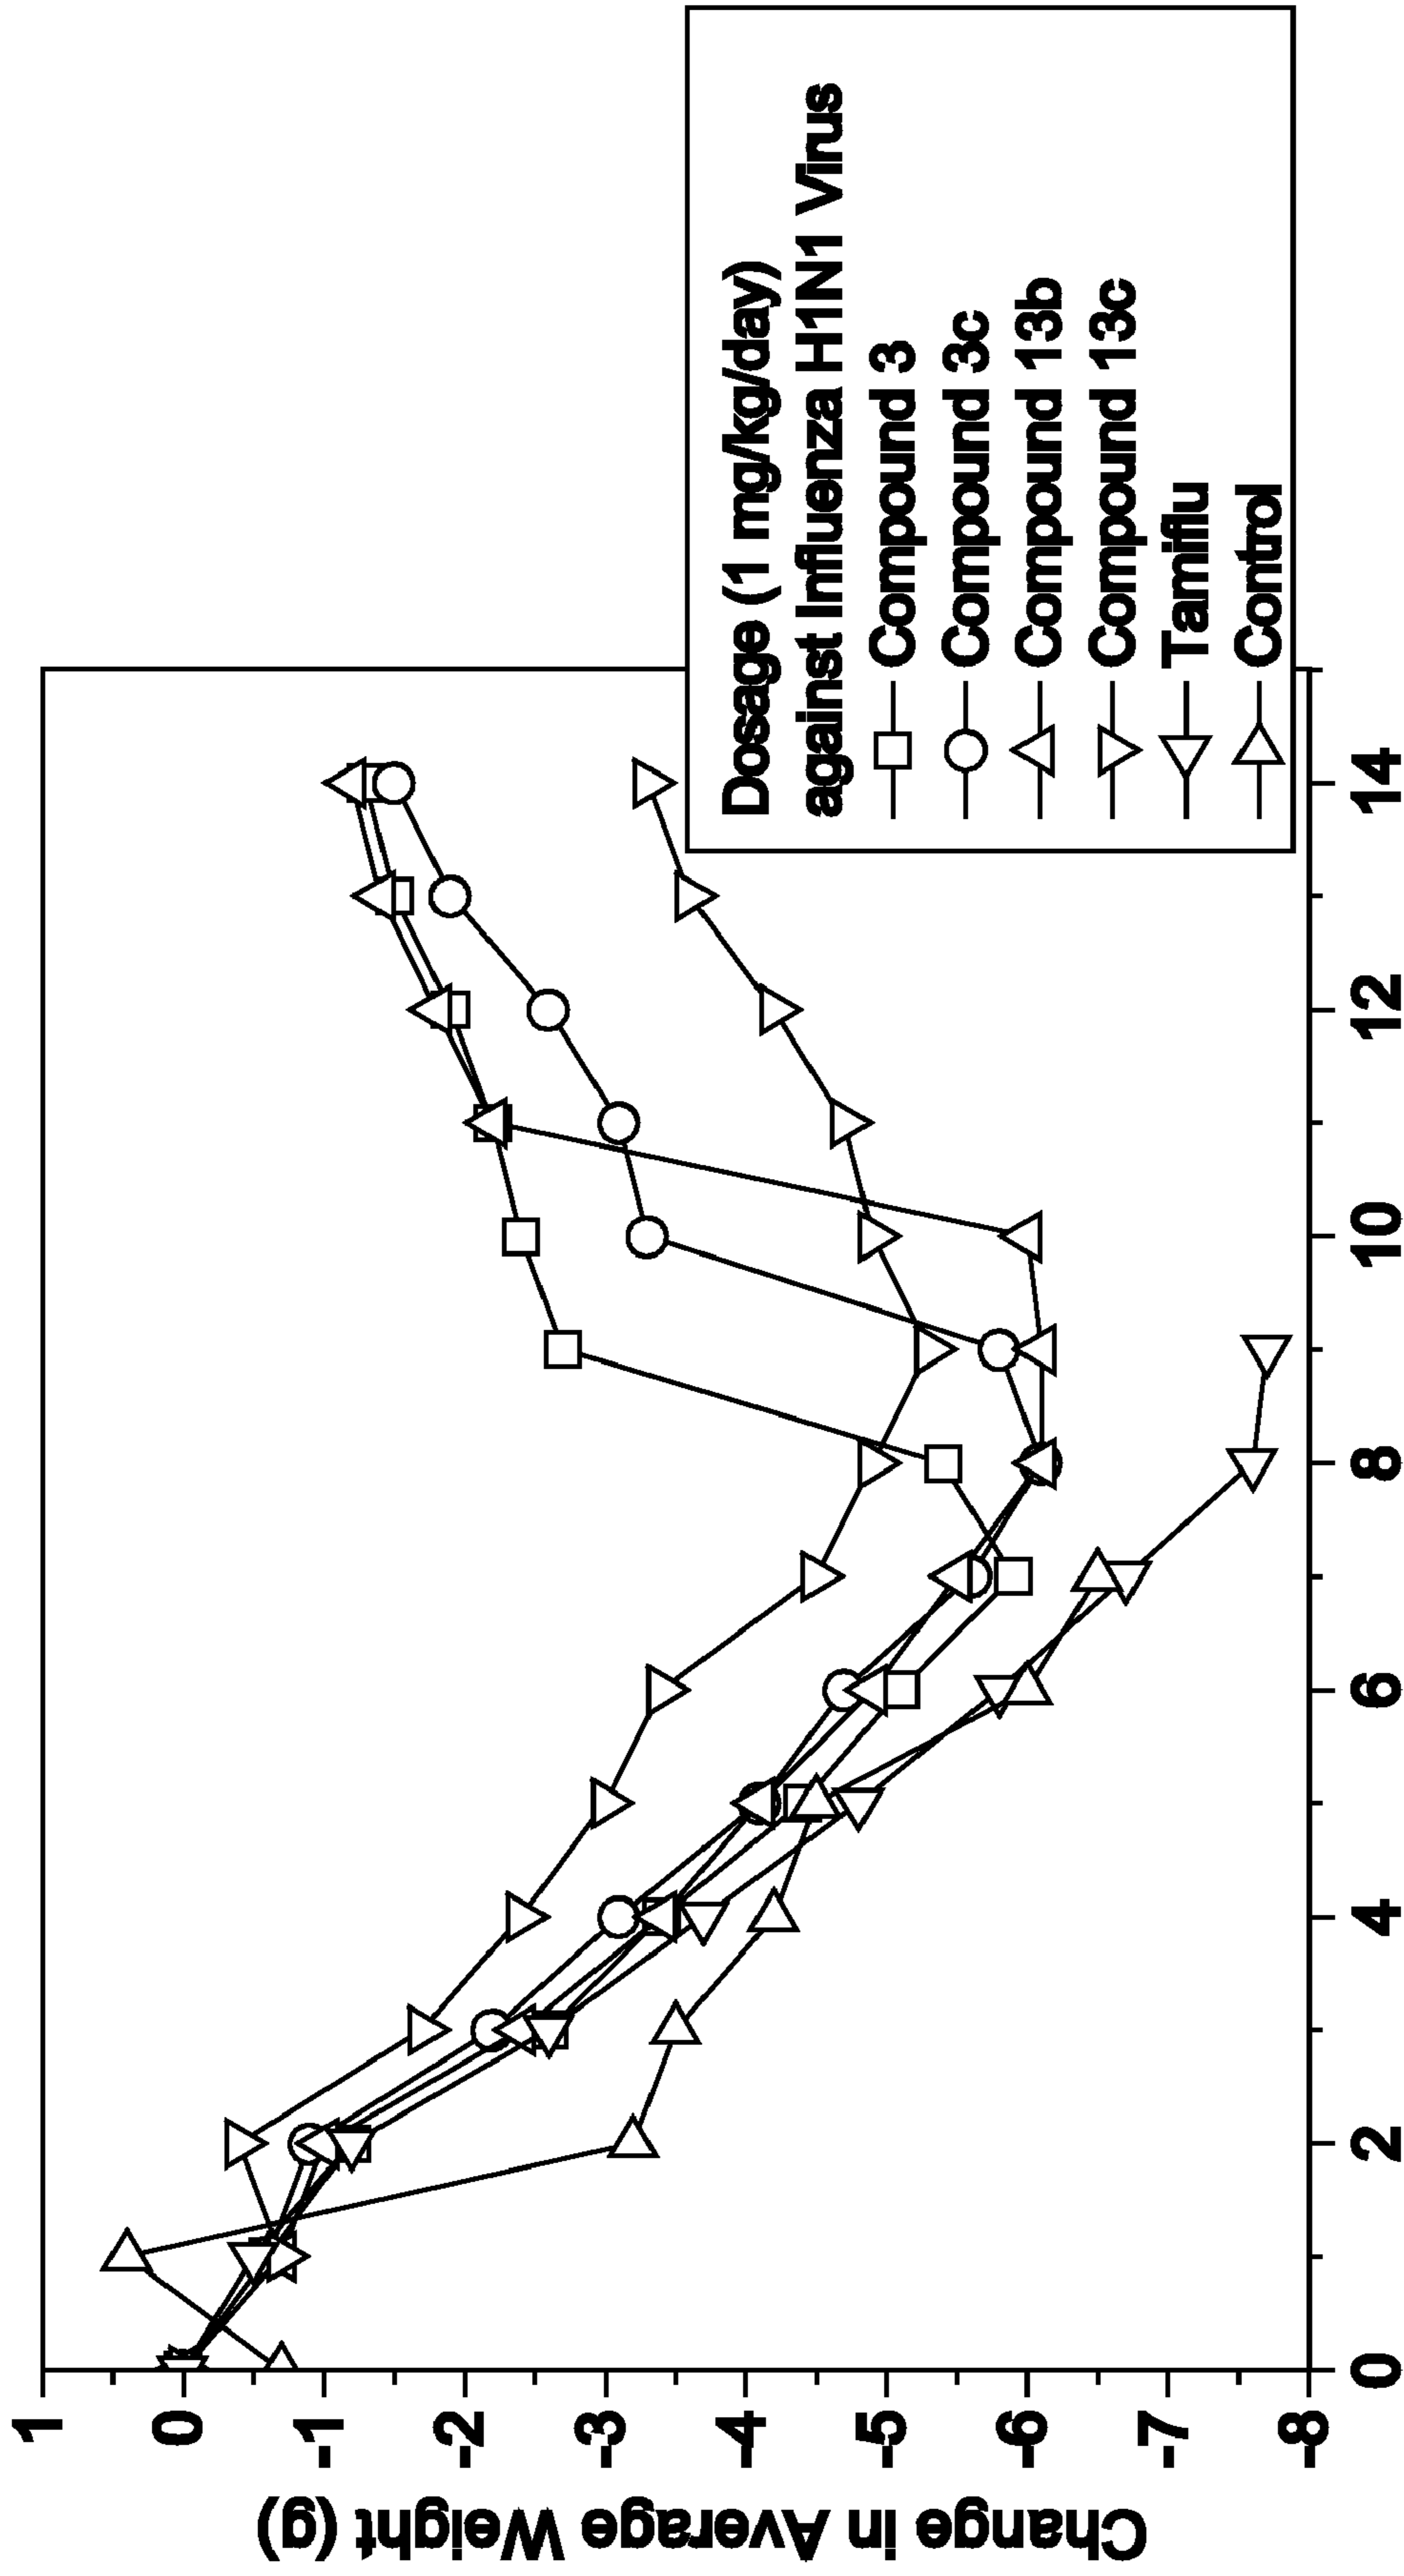 Change in Average Weight (g)
1
0
-1
-2
-3
-4
-5
-6
-7
-8
0
2
4
6
8
10
12
14
Dosage (1 mg/kg/day)
against Influenza H1N1 Virus
Compound 3
Compound 3c
Compound 13b
Compound 13c
Tamiflu
Control